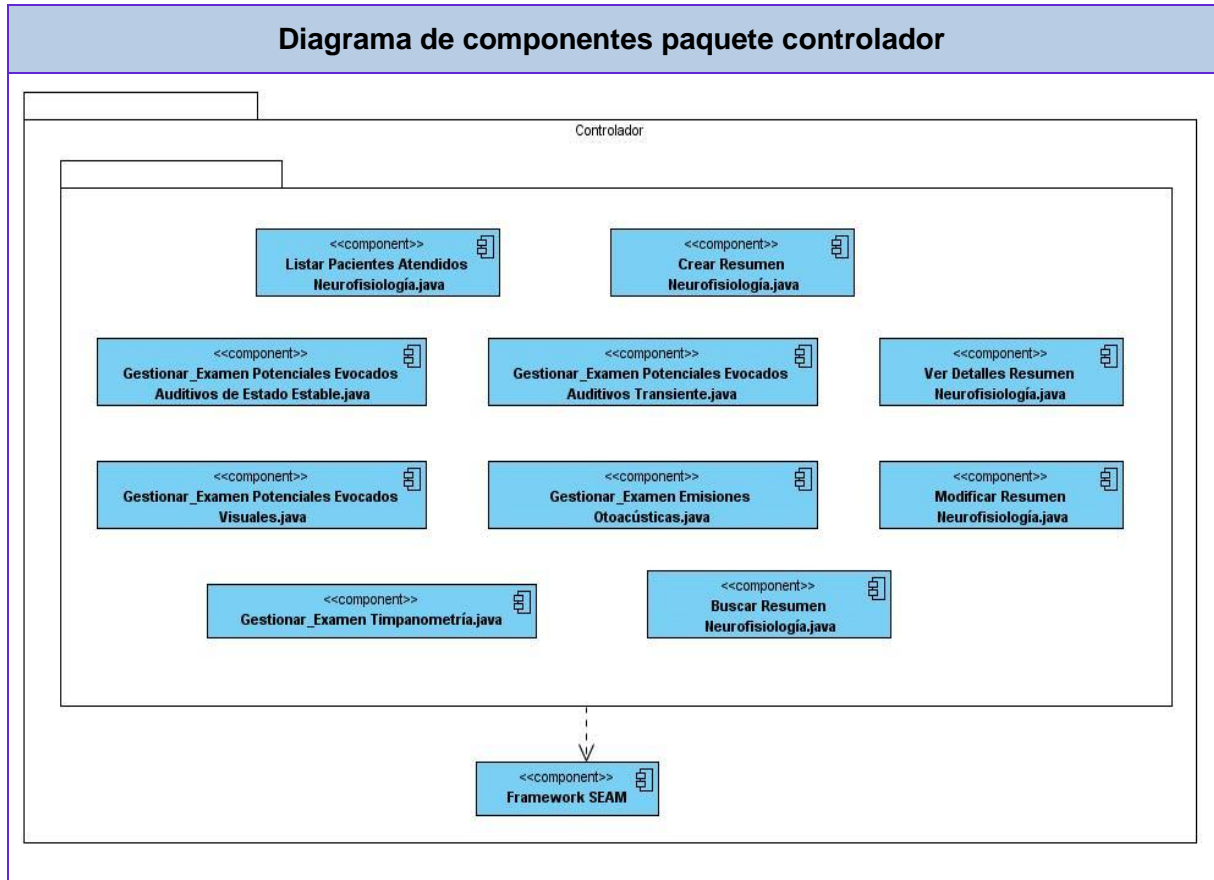 Diagrama de componentes paquete controlador
Controlador
<<component>>
Listar Pacientes Atendidos
Neurofisiología.java
<<component>>
Crear Resumen
Neurofisiología.java
<<component>>
Gestionar_Examen Potenciales Evocados
Auditivos de Estado Estable.java
<<component>>
Gestionar_Examen Potenciales Evocados
Auditivos Transiente.java
<<component>>
Ver Detalles Resumen
Neurofisiología.java
<<component>>
Gestionar_Examen Potenciales Evocados
Visuales.java
<<component>>
Gestionar_Examen Emisiones
Otoacústicas.java
<<component>>
Modificar Resumen
Neurofisiología.java
<<component>>
Gestionar_Examen Timpanometría.java
<<component>>
Buscar Resumen
Neurofisiología.java
<<component>>
Framework SEAM